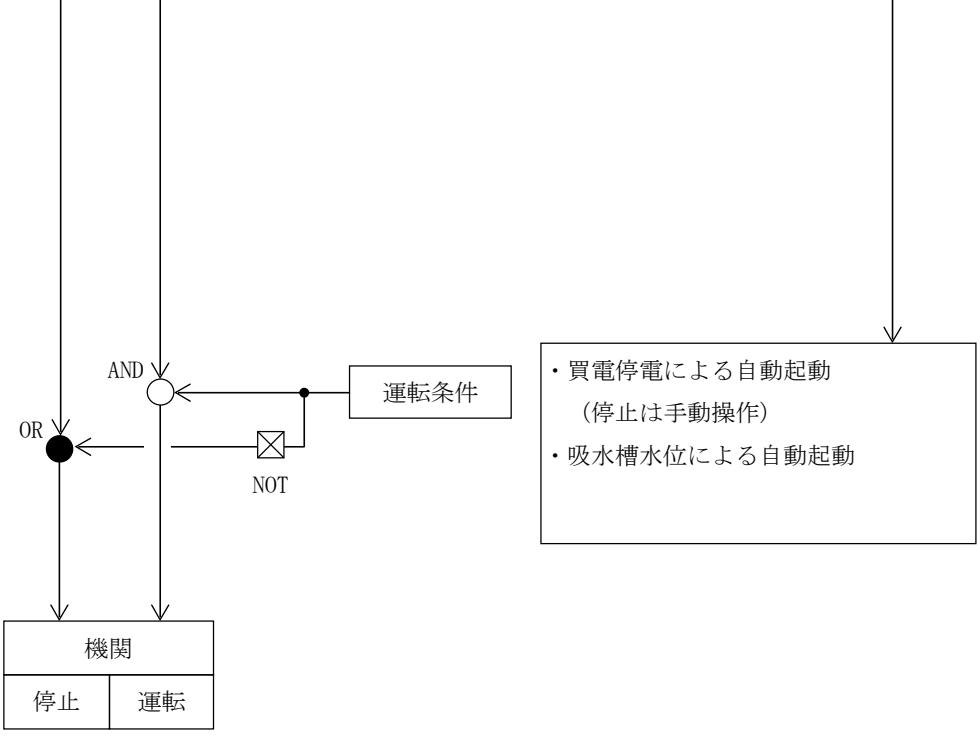 AND
運転条件
OR
NOT
・買電停電による自動起動
（停止は手動操作）
・吸水槽水位による自動起動
機関
停止
運転